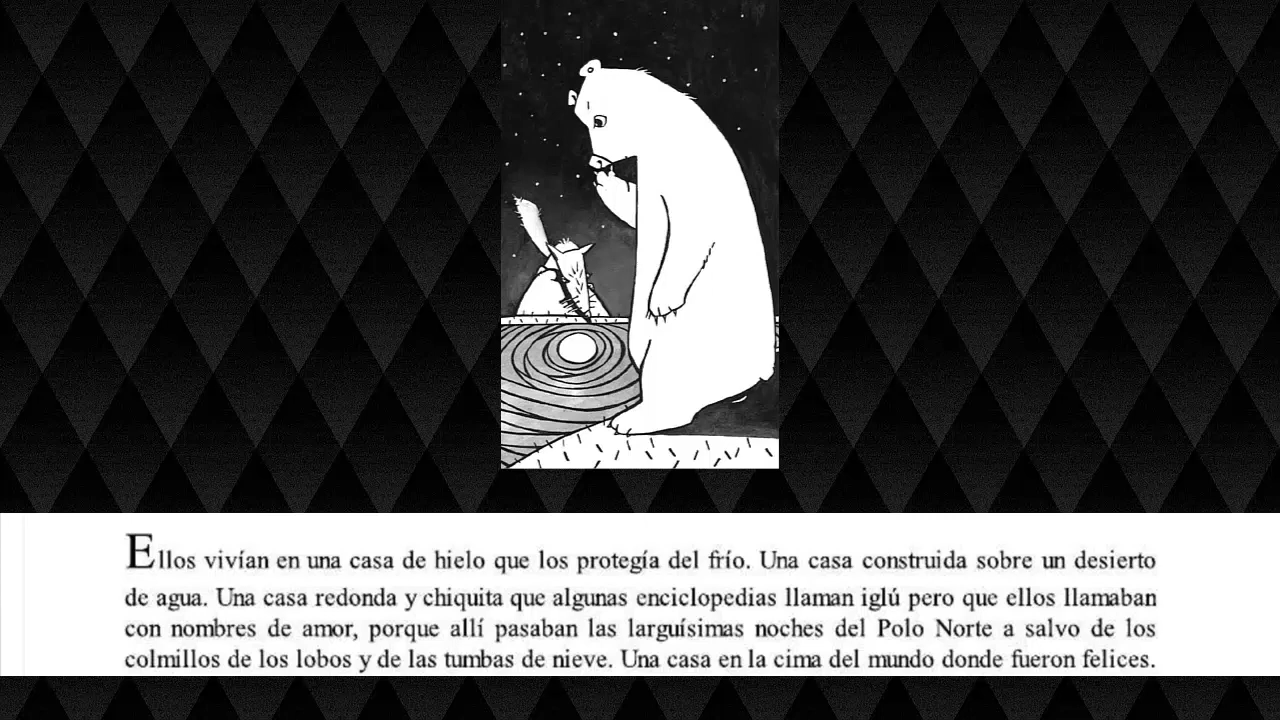 Ellos vivían en una casa de hielo que los protegía del frío. Una casa construida sobre un desierto
de agua. Una casa redonda y chiquita que algunas enciclopedias llaman iglú pero que ellos llamaban
con nombres de amor, porque allí pasaban las larguísimas noches del Polo Norte a salvo de los
colmillos de los lobos y de las tumbas de nieve. Una casa en la cima del mundo donde fueron felices.